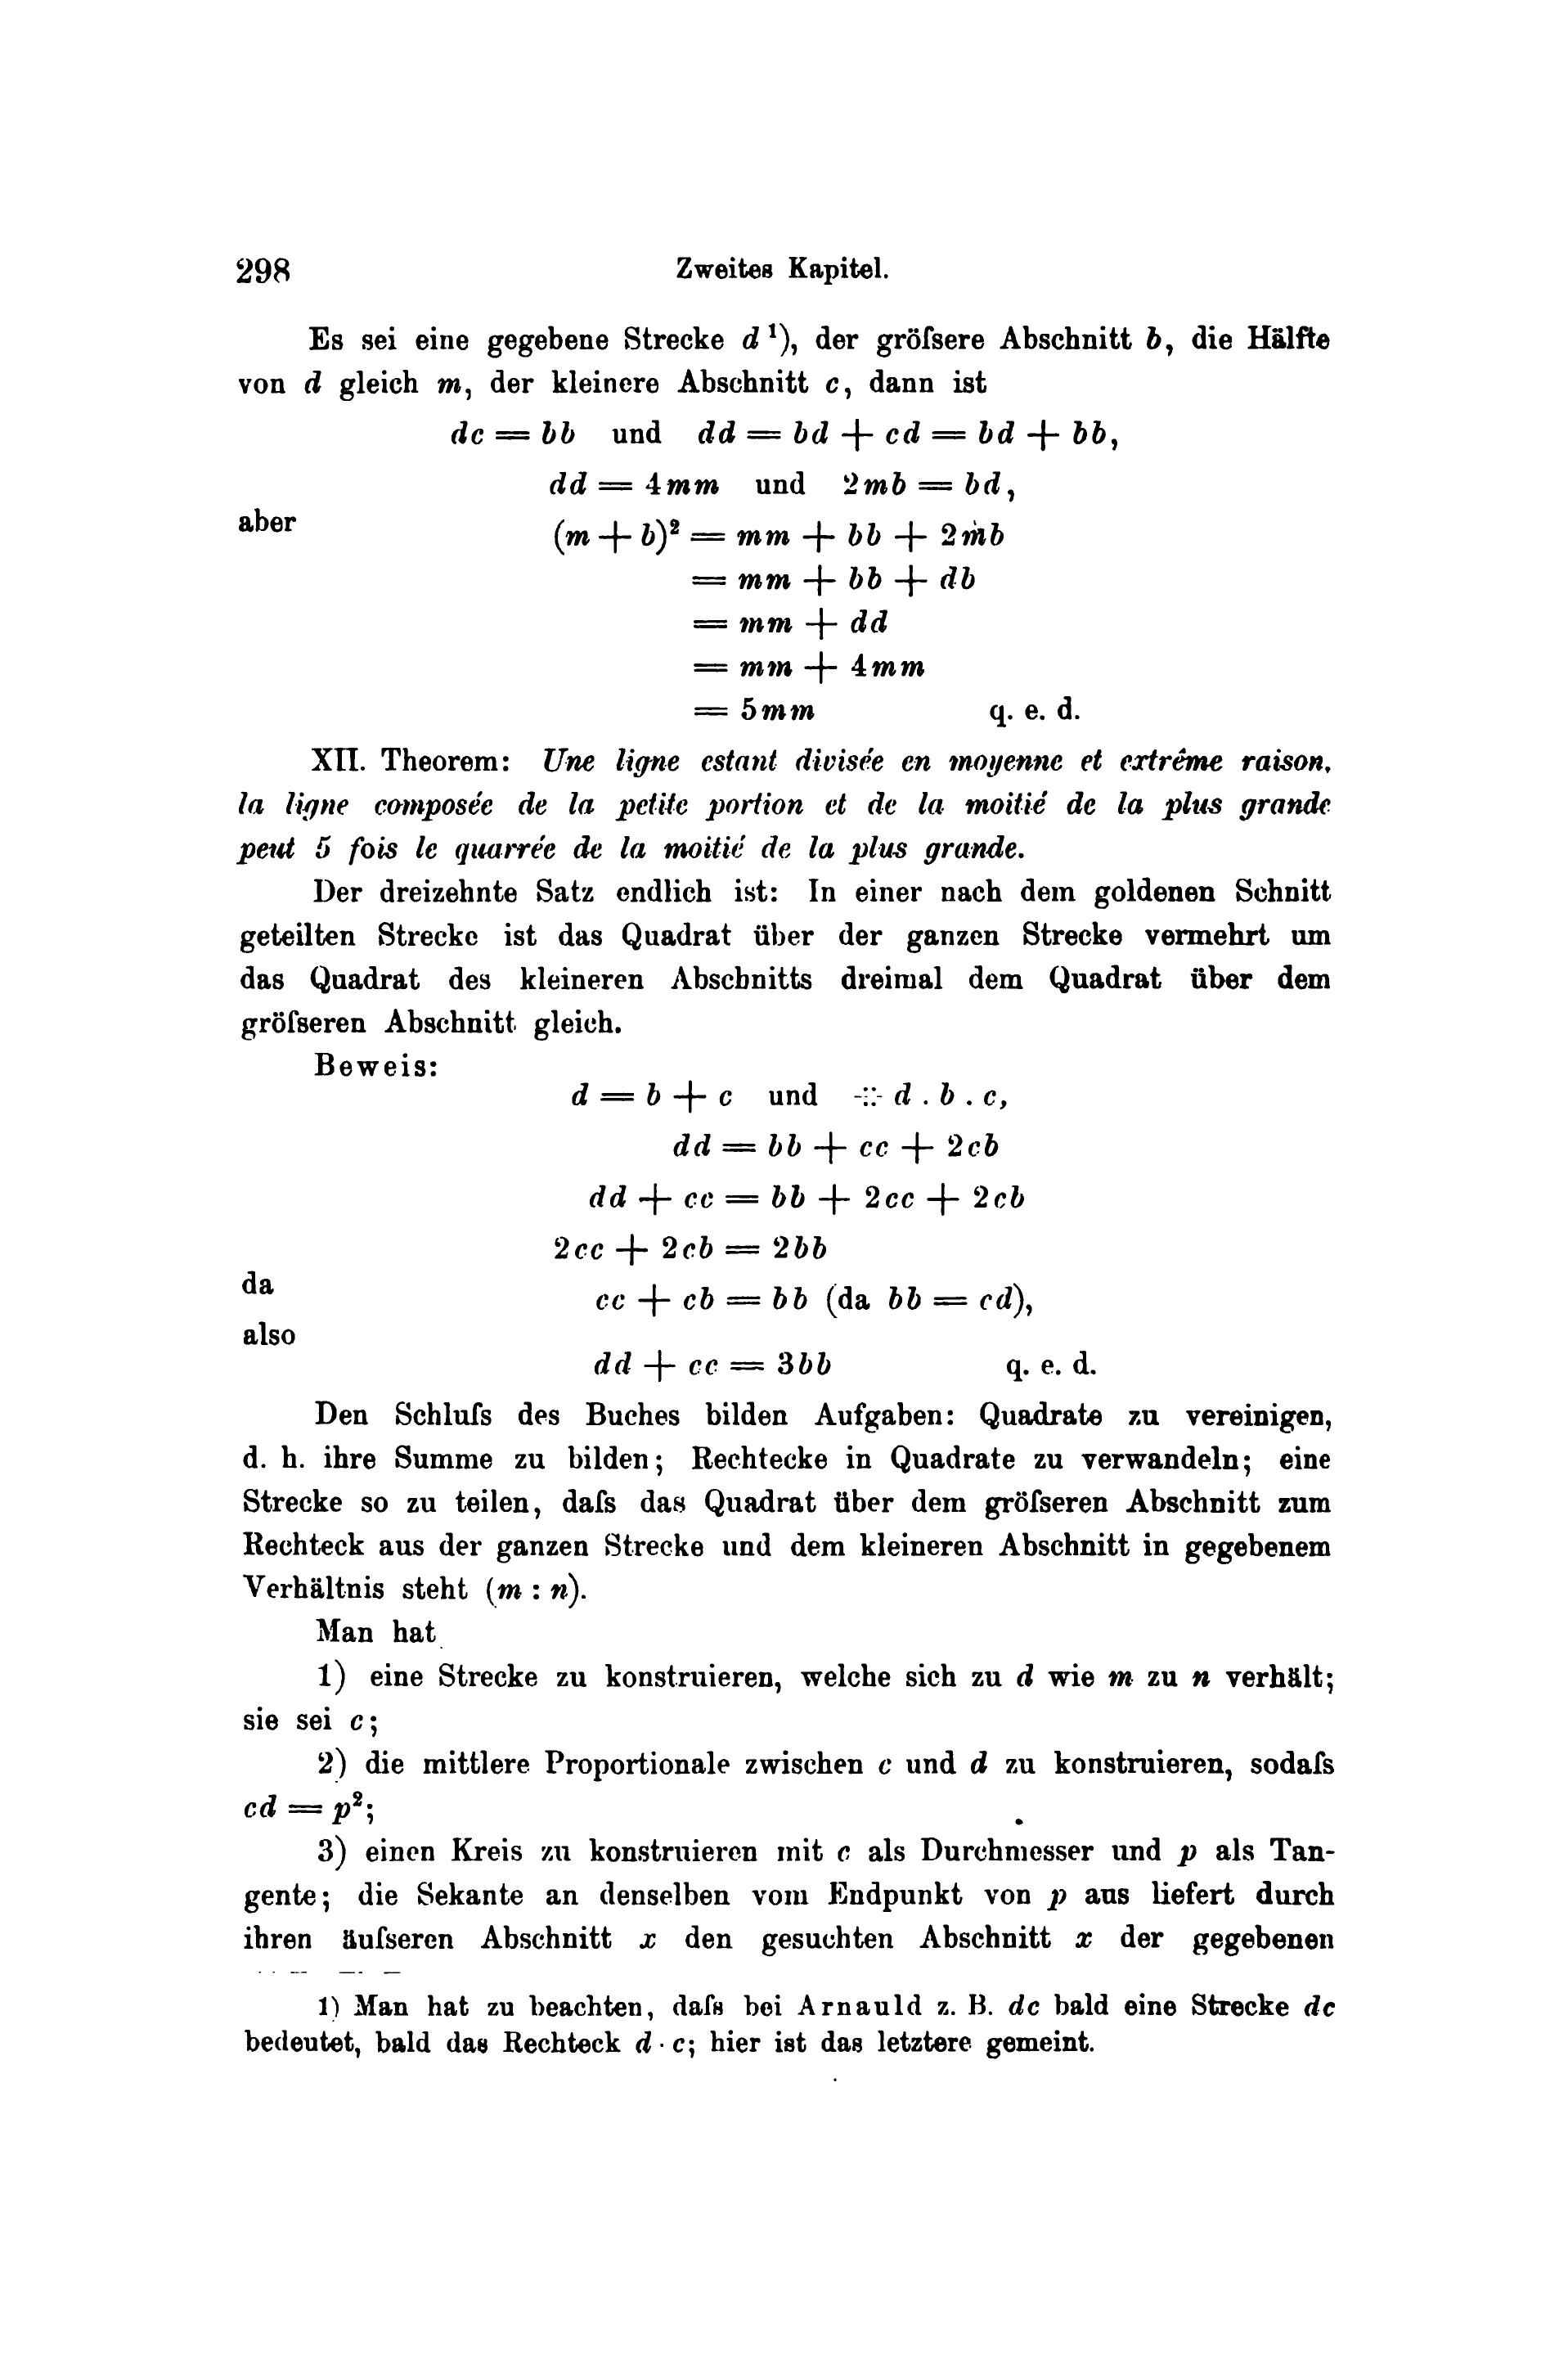 298 Zweites Kapitel.
Es sei eine gegebene Strecke d ¹), der gröſsere Abschnitt b, die Hälfte
von d gleich m, der kleinere Abschnitt c, dann ist
dc = bb und dd = bd + cd = bd + bb,
dd = 4mm und 2mb = bd,
aber
(m + b)² = mm + bb + 2mb
= mm + bb + db
= mm + dd
= mm + 4mm
= 5mm q. e. d.
XII. Theorem: Une ligne estant divisée en moyenne et extrême raison,
la ligne composée de la petite portion et de la moitié de la plus grande
peut 5 fois le quarrée de la moitié de la plus grande.
Der dreizehnte Satz endlich ist: In einer nach dem goldenen Schnitt
geteilten Strecke ist das Quadrat über der ganzen Strecke vermehrt um
das Quadrat des kleineren Abschnitts dreimal dem Quadrat über dem
gröſseren Abschnitt gleich.
Beweis:
d = b + c und ∺ d . b . c,
dd = bb + cc + 2cb
dd + cc = bb + 2cc + 2cb
2cc + 2cb = 2bb
da
cc + cb = bb (da bb = cd),
also
dd + cc = 3bb q. e. d.
Den Schluſs des Buches bilden Aufgaben: Quadrate zu vereinigen,
d. h. ihre Summe zu bilden; Rechtecke in Quadrate zu verwandeln; eine
Strecke so zu teilen, daſs das Quadrat über dem gröſseren Abschnitt zum
Rechteck aus der ganzen Strecke und dem kleineren Abschnitt in gegebenem
Verhältnis steht (m : n).
Man hat
1) eine Strecke zu konstruieren, welche sich zu d wie m zu n verhält;
sie sei c;
2) die mittlere Proportionale zwischen c und d zu konstruieren, sodaſs
cd = p²;
3) einen Kreis zu konstruieren mit c als Durchmesser und p als Tan-
gente; die Sekante an denselben vom Endpunkt von p aus liefert durch
ihren äuſseren Abschnitt x den gesuchten Abschnitt x der gegebenen
1) Man hat zu beachten, daſs bei Arnauld z. B. dc bald eine Strecke dc
bedeutet, bald das Rechteck d · c; hier ist das letztere gemeint.